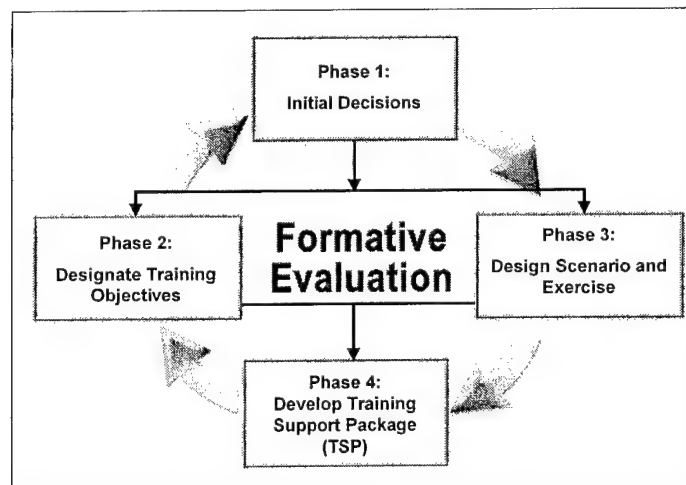 Phase 1:
Initial Decisions
Phase 2:
Designate Training
Objectives
Formative
Evaluation
Phase 3:
Design Scenario and
Exercise
Phase 4:
Develop Training
Support Package
(TSP)